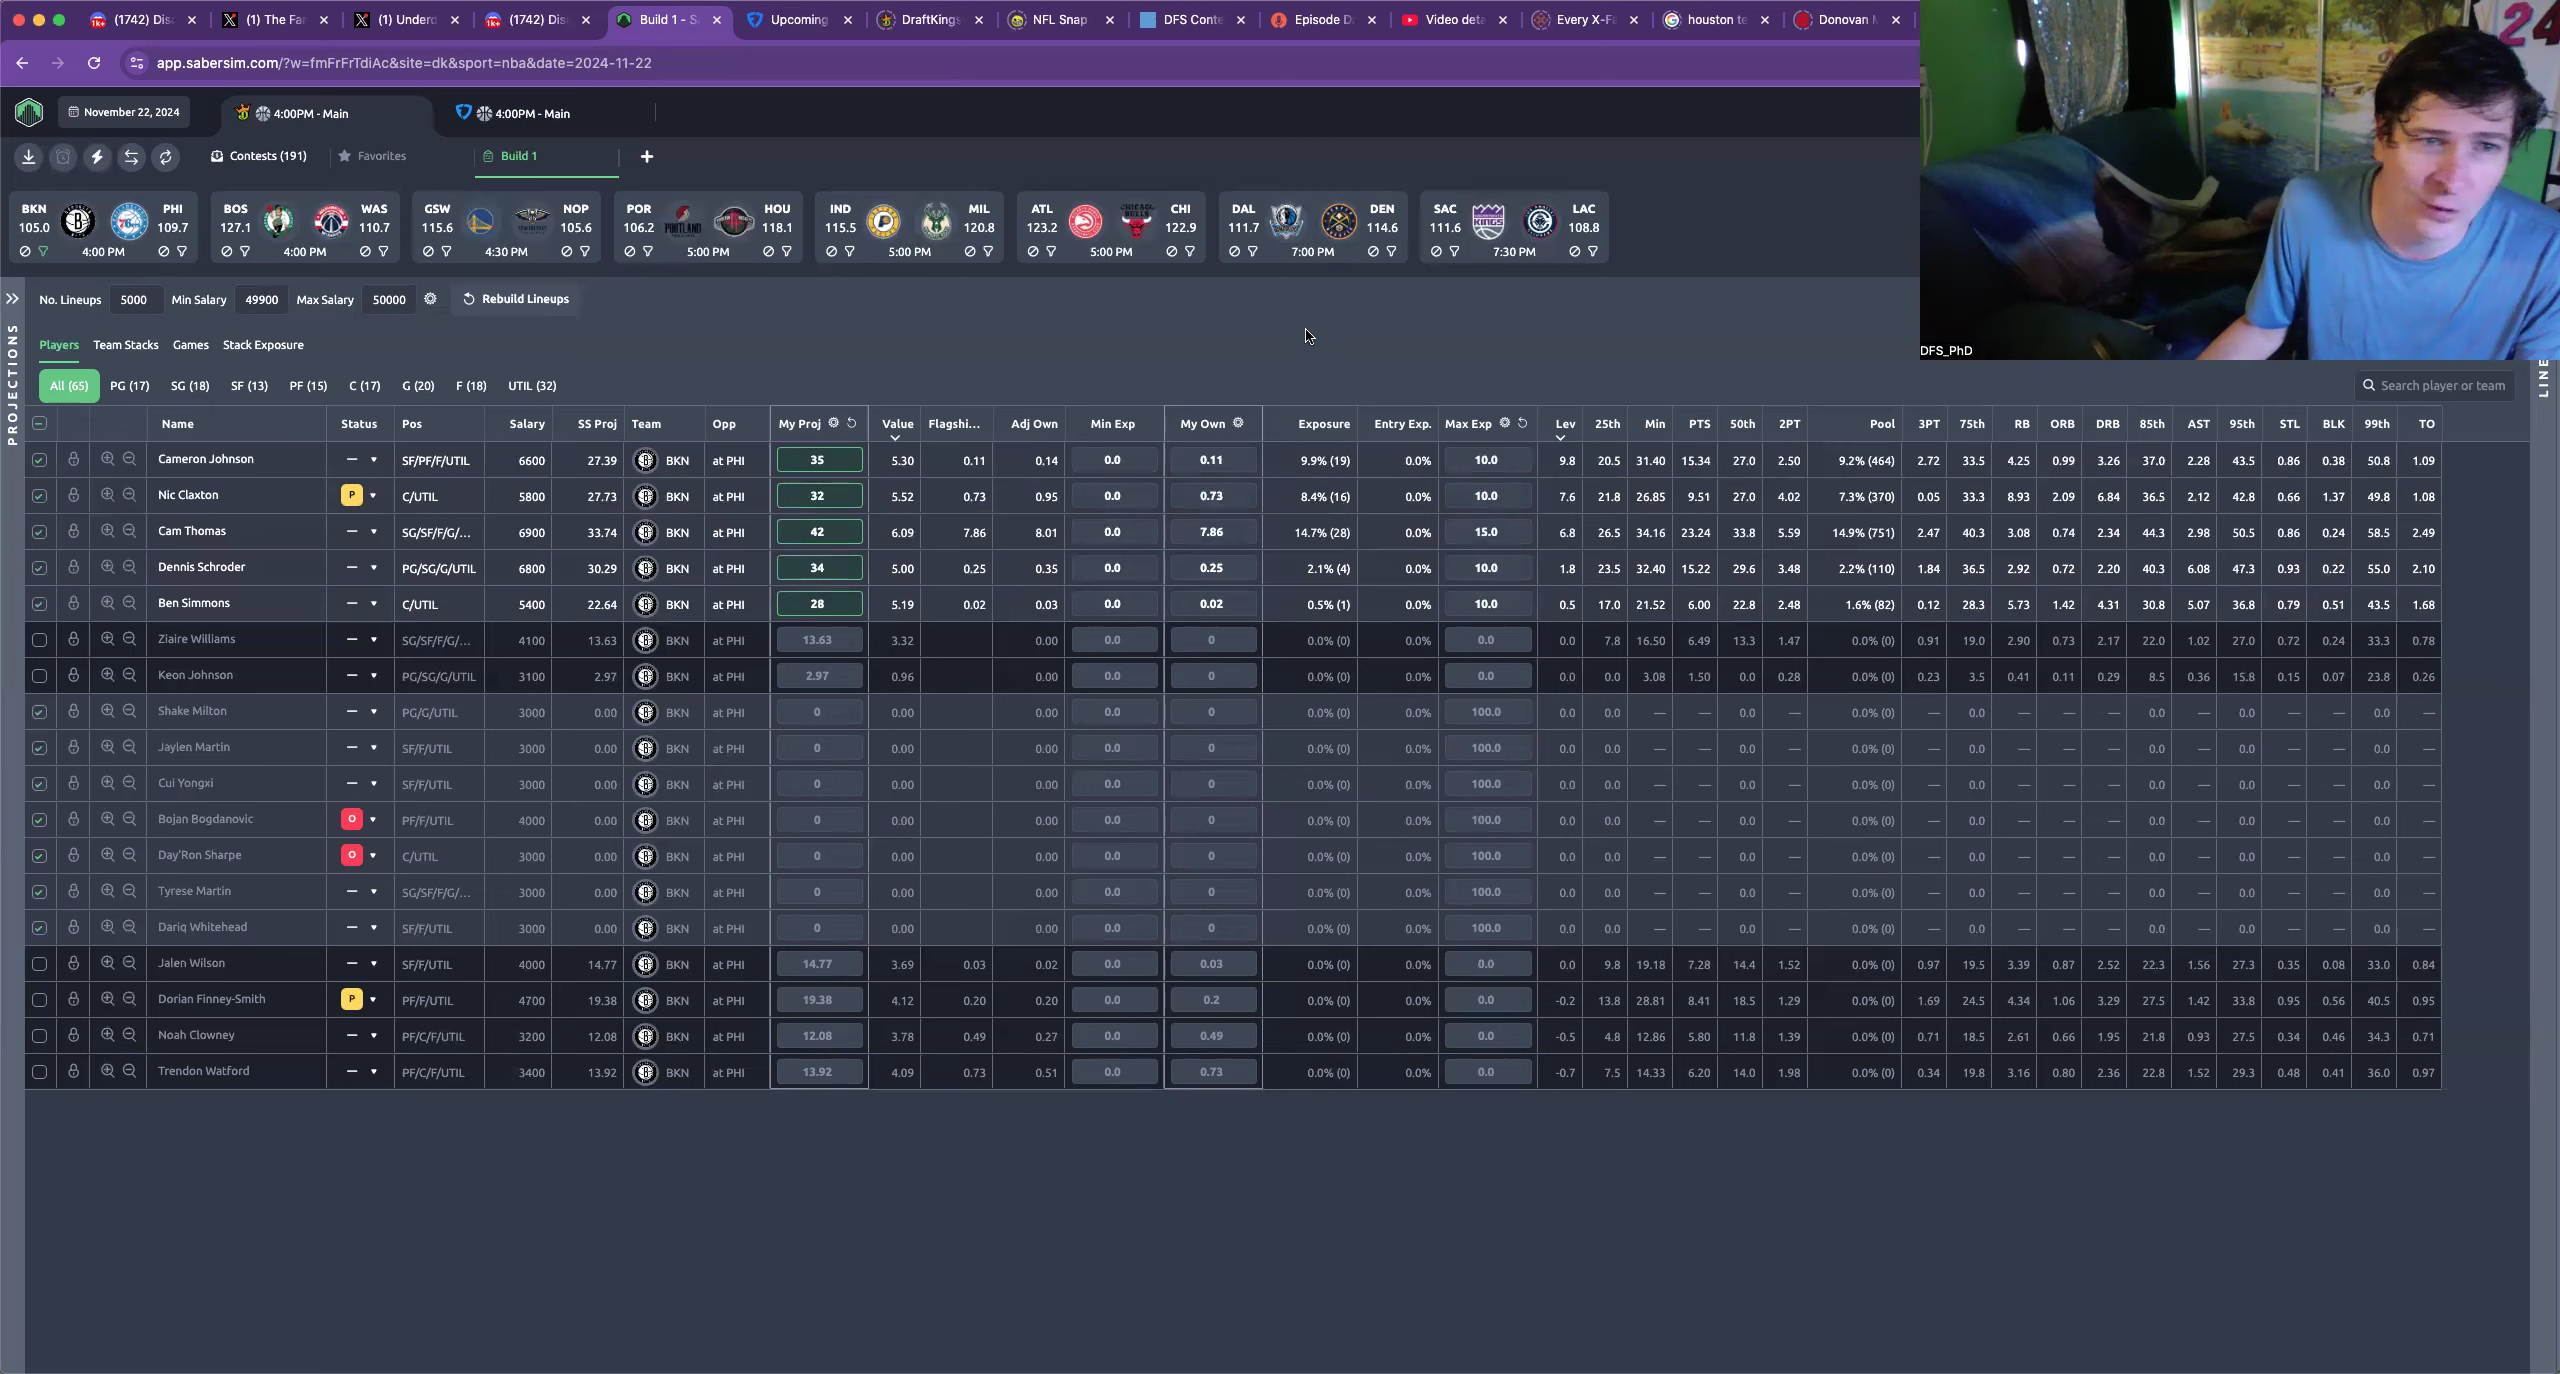 (1742) Disc
(1) The Fan
(1) Underd
(1742) Dis
Build 1 - S
Upcoming
DraftKings
NFL Snap
DFS Conte
Episode D
Video deta
Every X-Fa
houston te
Donovan M
app.sabersim.com/?w=fmFrFrTdiAc&site=dk&sport=nba&date=2024-11-22
November 22, 2024
4:00PM - Main
4:00PM - Main
Contests (191)
Favorites
Build 1
BKN 105.0 PHI 109.7 4:00 PM
BOS 127.1 WAS 110.7 4:00 PM
GSW 115.6 NOP 105.6 4:30 PM
POR 106.2 HOU 118.1 5:00 PM
IND 115.5 MIL 120.8 5:00 PM
ATL 123.2 CHI 122.9 5:00 PM
DAL 111.7 DEN 114.6 7:00 PM
SAC 111.6 LAC 108.8 7:30 PM
24
DFS_PhD
PROJECTIONS
LINE
No. Lineups 5000 Min Salary 49900 Max Salary 50000 Rebuild Lineups
Players Team Stacks Games Stack Exposure
All (65) PG (17) SG (18) SF (13) PF (15) C (17) G (20) F (18) UTIL (32)
Search player or team
Name Status Pos Salary SS Proj Team Opp My Proj Value Flagshi... Adj Own Min Exp My Own Exposure Entry Exp. Max Exp Lev 25th Min PTS 50th 2PT Pool 3PT 75th RB ORB DRB 85th AST 95th STL BLK 99th TO
Cameron Johnson — SF/PF/F/UTIL 6600 27.39 BKN at PHI 35 5.30 0.11 0.14 0.0 0.11 9.9% (19) 0.0% 10.0 9.8 20.5 31.40 15.34 27.0 2.50 9.2% (464) 2.72 33.5 4.25 0.99 3.26 37.0 2.28 43.5 0.86 0.38 50.8 1.09
Nic Claxton P C/UTIL 5800 27.73 BKN at PHI 32 5.52 0.73 0.95 0.0 0.73 8.4% (16) 0.0% 10.0 7.6 21.8 26.85 9.51 27.0 4.02 7.3% (370) 0.05 33.3 8.93 2.09 6.84 36.5 2.12 42.8 0.66 1.37 49.8 1.08
Cam Thomas — SG/SF/F/G/... 6900 33.74 BKN at PHI 42 6.09 7.86 8.01 0.0 7.86 14.7% (28) 0.0% 15.0 6.8 26.5 34.16 23.24 33.8 5.59 14.9% (751) 2.47 40.3 3.08 0.74 2.34 44.3 2.98 50.5 0.86 0.24 58.5 2.49
Dennis Schroder — PG/SG/G/UTIL 6800 30.29 BKN at PHI 34 5.00 0.25 0.35 0.0 0.25 2.1% (4) 0.0% 10.0 1.8 23.5 32.40 15.22 29.6 3.48 2.2% (110) 1.84 36.5 2.92 0.72 2.20 40.3 6.08 47.3 0.93 0.22 55.0 2.10
Ben Simmons — C/UTIL 5400 22.64 BKN at PHI 28 5.19 0.02 0.03 0.0 0.02 0.5% (1) 0.0% 10.0 0.5 17.0 21.52 6.00 22.8 2.48 1.6% (82) 0.12 28.3 5.73 1.42 4.31 30.8 5.07 36.8 0.79 0.51 43.5 1.68
Ziaire Williams — SG/SF/F/G/... 4100 13.63 BKN at PHI 13.63 3.32 0.00 0.0 0 0.0% (0) 0.0% 0.0 0.0 7.8 16.50 6.49 13.3 1.47 0.0% (0) 0.91 19.0 2.90 0.73 2.17 22.0 1.02 27.0 0.72 0.24 33.3 0.78
Keon Johnson — PG/SG/G/UTIL 3100 2.97 BKN at PHI 2.97 0.96 0.00 0.0 0 0.0% (0) 0.0% 0.0 0.0 0.0 3.08 1.50 0.0 0.28 0.0% (0) 0.23 3.5 0.41 0.11 0.29 8.5 0.36 15.8 0.15 0.07 23.8 0.26
Shake Milton — PG/G/UTIL 3000 0.00 BKN at PHI 0 0.00 0.00 0.0 0 0.0% (0) 0.0% 100.0 0.0 0.0 — — 0.0 — 0.0% (0) — 0.0 — — — 0.0 — 0.0 — — 0.0 —
Jaylen Martin — SF/F/UTIL 3000 0.00 BKN at PHI 0 0.00 0.00 0.0 0 0.0% (0) 0.0% 100.0 0.0 0.0 — — 0.0 — 0.0% (0) — 0.0 — — — 0.0 — 0.0 — — 0.0 —
Cui Yongxi — SF/F/UTIL 3000 0.00 BKN at PHI 0 0.00 0.00 0.0 0 0.0% (0) 0.0% 100.0 0.0 0.0 — — 0.0 — 0.0% (0) — 0.0 — — — 0.0 — 0.0 — — 0.0 —
Bojan Bogdanovic O PF/F/UTIL 4000 0.00 BKN at PHI 0 0.00 0.00 0.0 0 0.0% (0) 0.0% 100.0 0.0 0.0 — — 0.0 — 0.0% (0) — 0.0 — — — 0.0 — 0.0 — — 0.0 —
Day'Ron Sharpe O C/UTIL 3000 0.00 BKN at PHI 0 0.00 0.00 0.0 0 0.0% (0) 0.0% 100.0 0.0 0.0 — — 0.0 — 0.0% (0) — 0.0 — — — 0.0 — 0.0 — — 0.0 —
Tyrese Martin — SG/SF/F/G/... 3000 0.00 BKN at PHI 0 0.00 0.00 0.0 0 0.0% (0) 0.0% 100.0 0.0 0.0 — — 0.0 — 0.0% (0) — 0.0 — — — 0.0 — 0.0 — — 0.0 —
Dariq Whitehead — SF/F/UTIL 3000 0.00 BKN at PHI 0 0.00 0.00 0.0 0 0.0% (0) 0.0% 100.0 0.0 0.0 — — 0.0 — 0.0% (0) — 0.0 — — — 0.0 — 0.0 — — 0.0 —
Jalen Wilson — SF/F/UTIL 4000 14.77 BKN at PHI 14.77 3.69 0.03 0.02 0.0 0.03 0.0% (0) 0.0% 0.0 0.0 9.8 19.18 7.28 14.4 1.52 0.0% (0) 0.97 19.5 3.39 0.87 2.52 22.3 1.56 27.3 0.35 0.08 33.0 0.84
Dorian Finney-Smith P PF/F/UTIL 4700 19.38 BKN at PHI 19.38 4.12 0.20 0.20 0.0 0.2 0.0% (0) 0.0% 0.0 -0.2 13.8 28.81 8.41 18.5 1.29 0.0% (0) 1.69 24.5 4.34 1.06 3.29 27.5 1.42 33.8 0.95 0.56 40.5 0.95
Noah Clowney — PF/C/F/UTIL 3200 12.08 BKN at PHI 12.08 3.78 0.49 0.27 0.0 0.49 0.0% (0) 0.0% 0.0 -0.5 4.8 12.86 5.80 11.8 1.39 0.0% (0) 0.71 18.5 2.61 0.66 1.95 21.8 0.93 27.5 0.34 0.46 34.3 0.71
Trendon Watford — PF/C/F/UTIL 3400 13.92 BKN at PHI 13.92 4.09 0.73 0.51 0.0 0.73 0.0% (0) 0.0% 0.0 -0.7 7.5 14.33 6.20 14.0 1.98 0.0% (0) 0.34 19.8 3.16 0.80 2.36 22.8 1.52 29.3 0.48 0.41 36.0 0.97